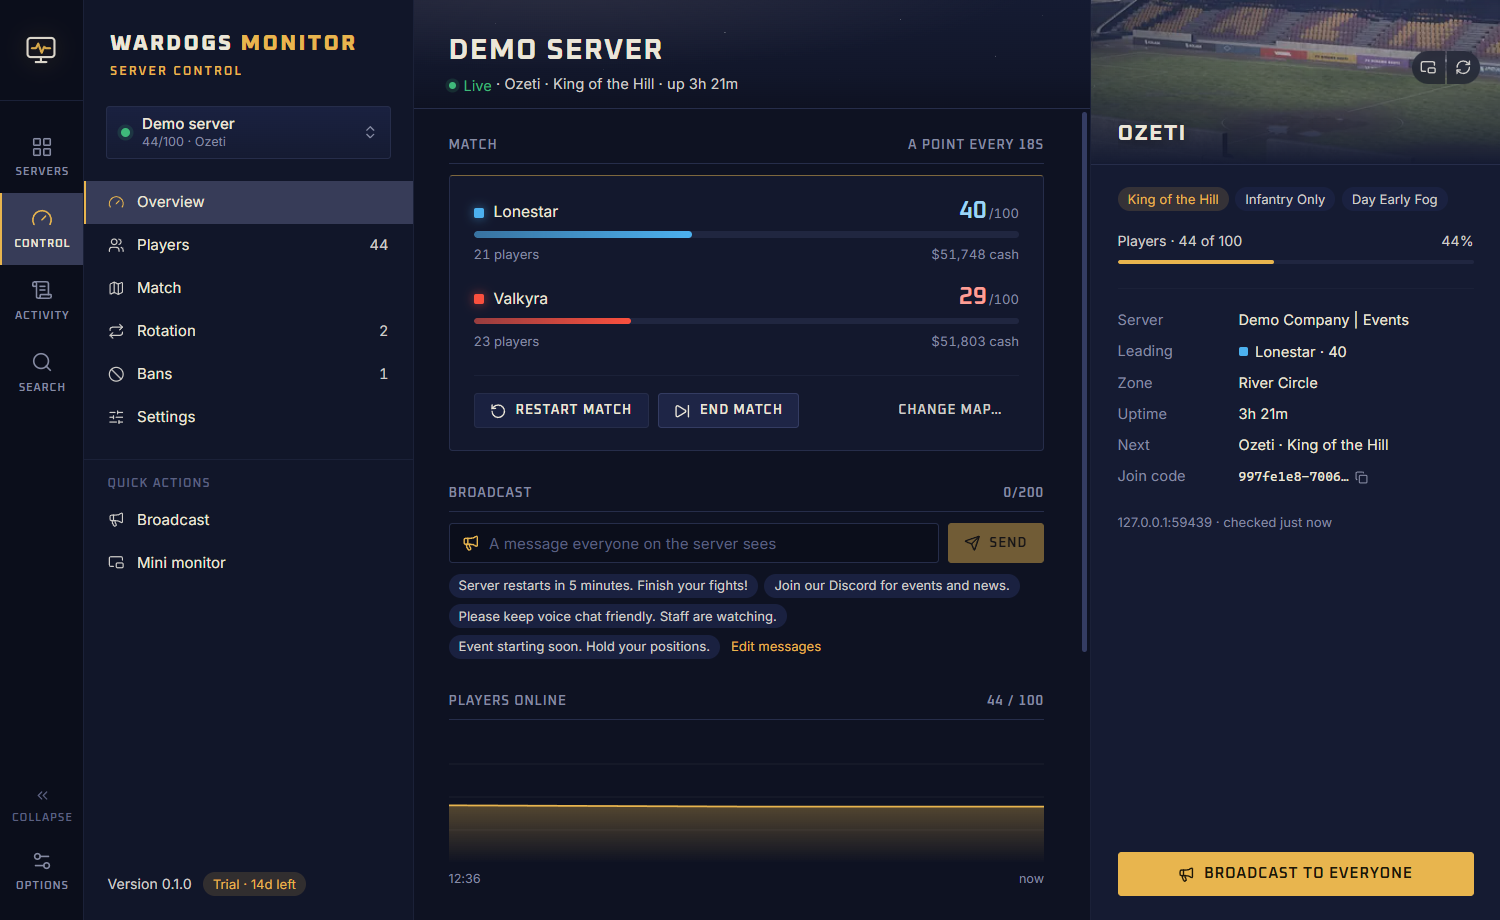 WARDOGS MONITOR
SERVER CONTROL
Demo server
44/100 · Ozeti
SERVERS
CONTROL
ACTIVITY
SEARCH
COLLAPSE
OPTIONS
Overview
Players 44
Match
Rotation 2
Bans 1
Settings
QUICK ACTIONS
Broadcast
Mini monitor
Version 0.1.0 Trial · 14d left
DEMO SERVER
Live · Ozeti · King of the Hill · up 3h 21m
MATCH A POINT EVERY 18S
Lonestar 40/100
21 players $51,748 cash
Valkyra 29/100
23 players $51,803 cash
RESTART MATCH END MATCH CHANGE MAP...
BROADCAST 0/200
A message everyone on the server sees SEND
Server restarts in 5 minutes. Finish your fights! Join our Discord for events and news.
Please keep voice chat friendly. Staff are watching.
Event starting soon. Hold your positions. Edit messages
PLAYERS ONLINE 44 / 100
12:36 now
OZETI
King of the Hill Infantry Only Day Early Fog
Players · 44 of 100 44%
Server Demo Company | Events
Leading Lonestar · 40
Zone River Circle
Uptime 3h 21m
Next Ozeti · King of the Hill
Join code 997fe1e8-7006…
127.0.0.1:59439 · checked just now
BROADCAST TO EVERYONE